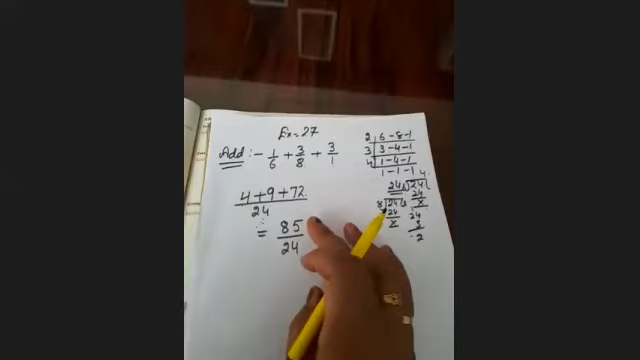 Ex=27
Add :- 1/6 + 3/8 + 3/1
4+9+72
24
= 85
24
2 | 6-8-1
3 | 3-4-1
4 | 1-4-1
1-1-1